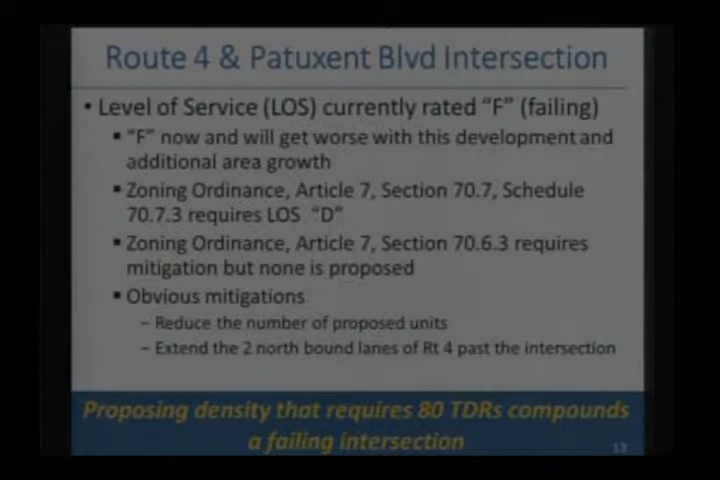 Route 4 & Patuxent Blvd Intersection
• Level of Service (LOS) currently rated "F" (failing)
▪ "F" now and will get worse with this development and
additional area growth
▪ Zoning Ordinance, Article 7, Section 70.7, Schedule
70.7.3 requires LOS "D"
▪ Zoning Ordinance, Article 7, Section 70.6.3 requires
mitigation but none is proposed
▪ Obvious mitigations
– Reduce the number of proposed units
– Extend the 2 north bound lanes of Rt 4 past the intersection
Proposing density that requires 80 TDRs compounds
a failing intersection
13